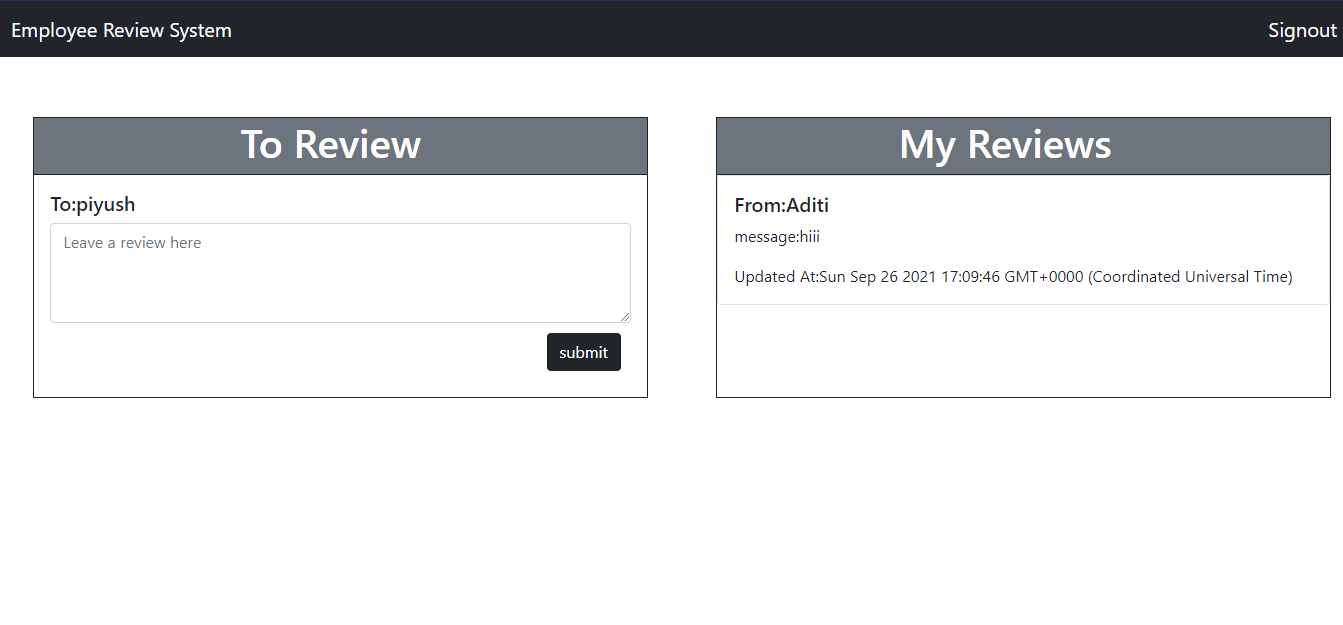 Employee Review System
Signout
To Review
To:piyush
Leave a review here
submit
My Reviews
From:Aditi
message:hiii
Updated At:Sun Sep 26 2021 17:09:46 GMT+0000 (Coordinated Universal Time)